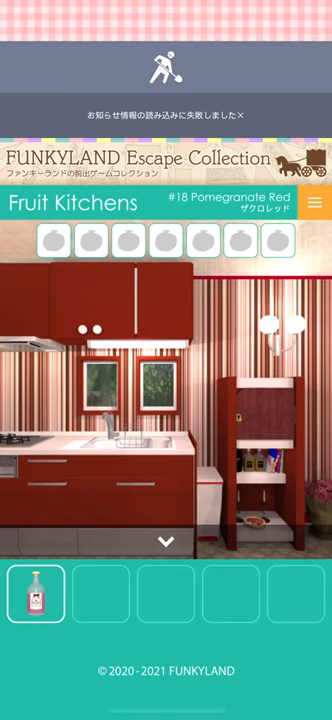 お知らせ情報の読み込みに失敗しました×
FUNKYLAND Escape Collection
ファンキーランドの脱出ゲームコレクション
Fruit Kitchens
#18 Pomegranate Red
ザクロレッド
© 2020 - 2021 FUNKYLAND